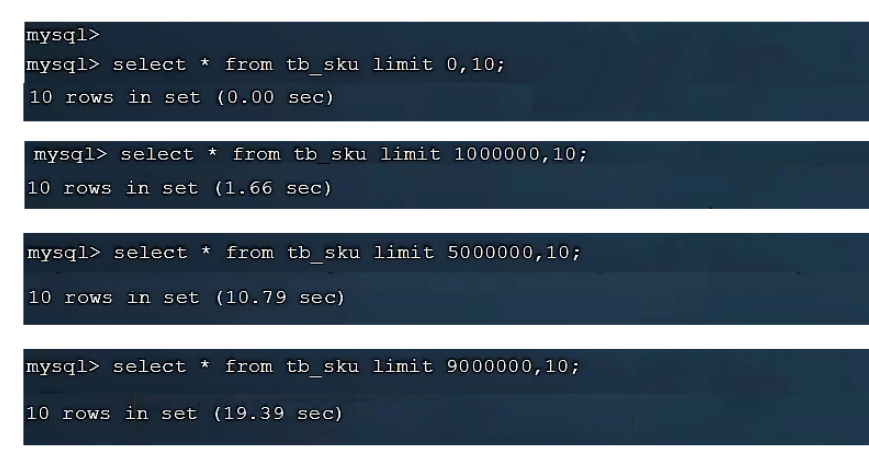 mysql>
mysql> select * from tb_sku limit 0,10;
10 rows in set (0.00 sec)
mysql> select * from tb_sku limit 1000000,10;
10 rows in set (1.66 sec)
mysql> select * from tb_sku limit 5000000,10;
10 rows in set (10.79 sec)
mysql> select * from tb_sku limit 9000000,10;
10 rows in set (19.39 sec)